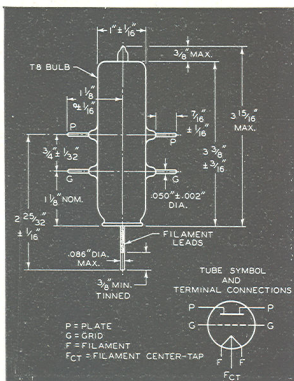 1"± 1/16"
3/8" MAX.
T8 BULB
1 1/8"
± 1/16"
7/16"
± 1/16"
P
P
3 15/16"
MAX.
3/4"± 1/32"
3 3/8"
± 1/16"
G
G
1 1/8" NOM.
.050"±.002"
DIA.
2 25/32"
± 1/16"
FILAMENT
LEADS
.086"DIA.
MAX.
3/8" MIN.
TINNED
TUBE SYMBOL
AND
TERMINAL CONNECTIONS
P
P
G
G
F
F
FCT
P = PLATE
G = GRID
F = FILAMENT
FCT = FILAMENT CENTER-TAP